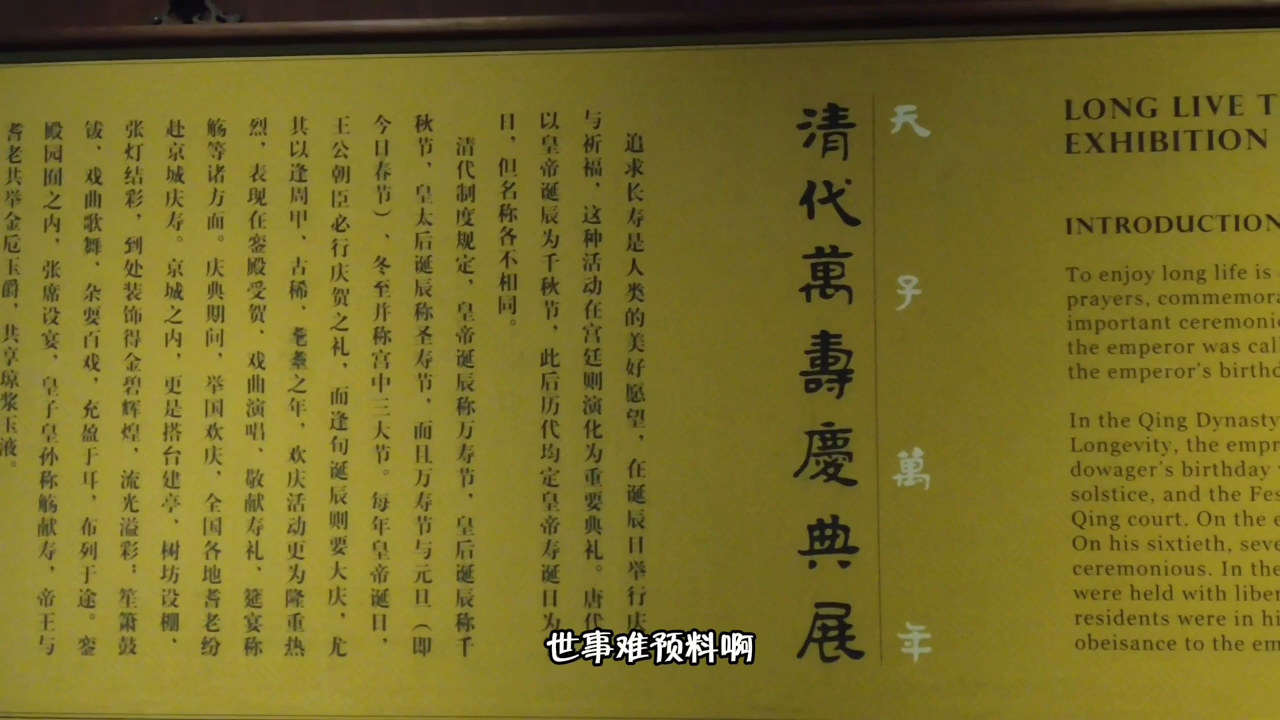 天子萬年
清代萬壽慶典展
追求长寿是人类的美好愿望，在诞辰日举行庆
与祈福，这种活动在宫廷则演化为重要典礼。唐代
以皇帝诞辰为千秋节，此后历代均定皇帝寿诞日为
日，但名称各不相同。
清代制度规定，皇帝诞辰称万寿节，皇后诞辰称千
秋节，皇太后诞辰称圣寿节，而且万寿节与元旦（即
今日春节）、冬至并称宫中三大节。每年皇帝诞日，
王公朝臣必行庆贺之礼，而逢旬诞辰则要大庆，尤
其以逢周甲、古稀、耄耋之年，欢庆活动更为隆重热
烈，表现在銮殿受贺、戏曲演唱、敬献寿礼、筵宴称
觞等诸方面。庆典期间，举国欢庆，全国各地耆老纷
赴京城庆寿。京城之内，更是搭台建亭、树坊设棚、
张灯结彩，到处装饰得金碧辉煌，流光溢彩；笙箫鼓
钹、戏曲歌舞、杂耍百戏，充盈于耳，布列于途。銮
殿园囿之内，张席设宴，皇子皇孙称觞献寿，帝王与
耆老共举金卮玉爵，共享琼浆玉液。
LONG LIVE T
EXHIBITION
INTRODUCTION
To enjoy long life is
prayers, commemora
important ceremonie
the emperor was call
the emperor's birthd
In the Qing Dynasty
Longevity, the empr
dowager's birthday
solstice, and the Fes
Qing court. On the e
On his sixtieth, seve
ceremonious. In the
were held with liber
residents were in hi
obeisance to the em
世事难预料啊